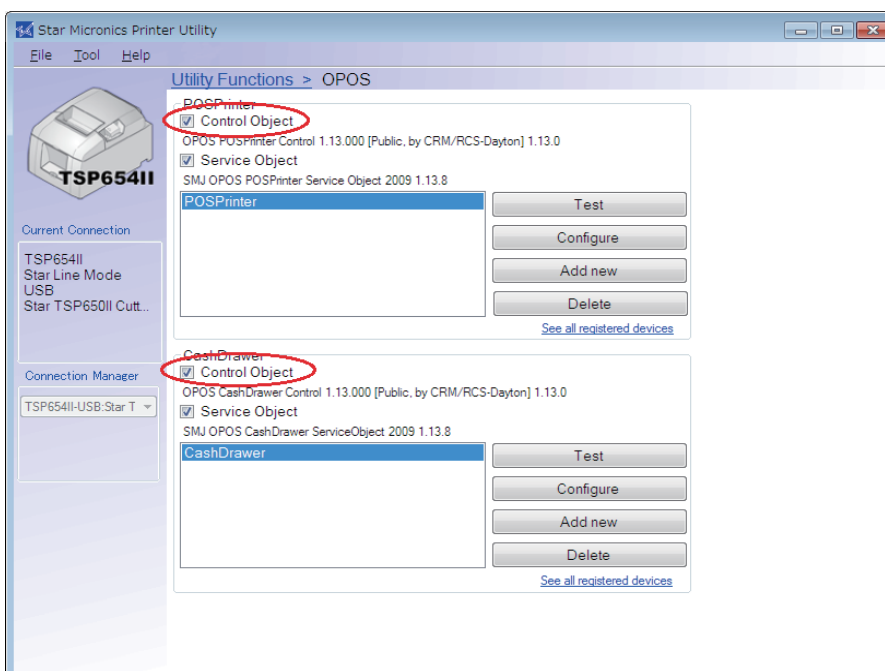 Star Micronics Printer Utility
File Tool Help
Utility Functions > OPOS
TSP654II
Current Connection
TSP654II
Star Line Mode
USB
Star TSP650II Cutt...
Connection Manager
TSP654II-USB:Star T
POSPrinter
Control Object
OPOS POSPrinter Control 1.13.000 [Public, by CRM/RCS-Dayton] 1.13.0
Service Object
SMJ OPOS POSPrinter Service Object 2009 1.13.8
POSPrinter
Test
Configure
Add new
Delete
See all registered devices
CashDrawer
Control Object
OPOS CashDrawer Control 1.13.000 [Public, by CRM/RCS-Dayton] 1.13.0
Service Object
SMJ OPOS CashDrawer ServiceObject 2009 1.13.8
CashDrawer
Test
Configure
Add new
Delete
See all registered devices